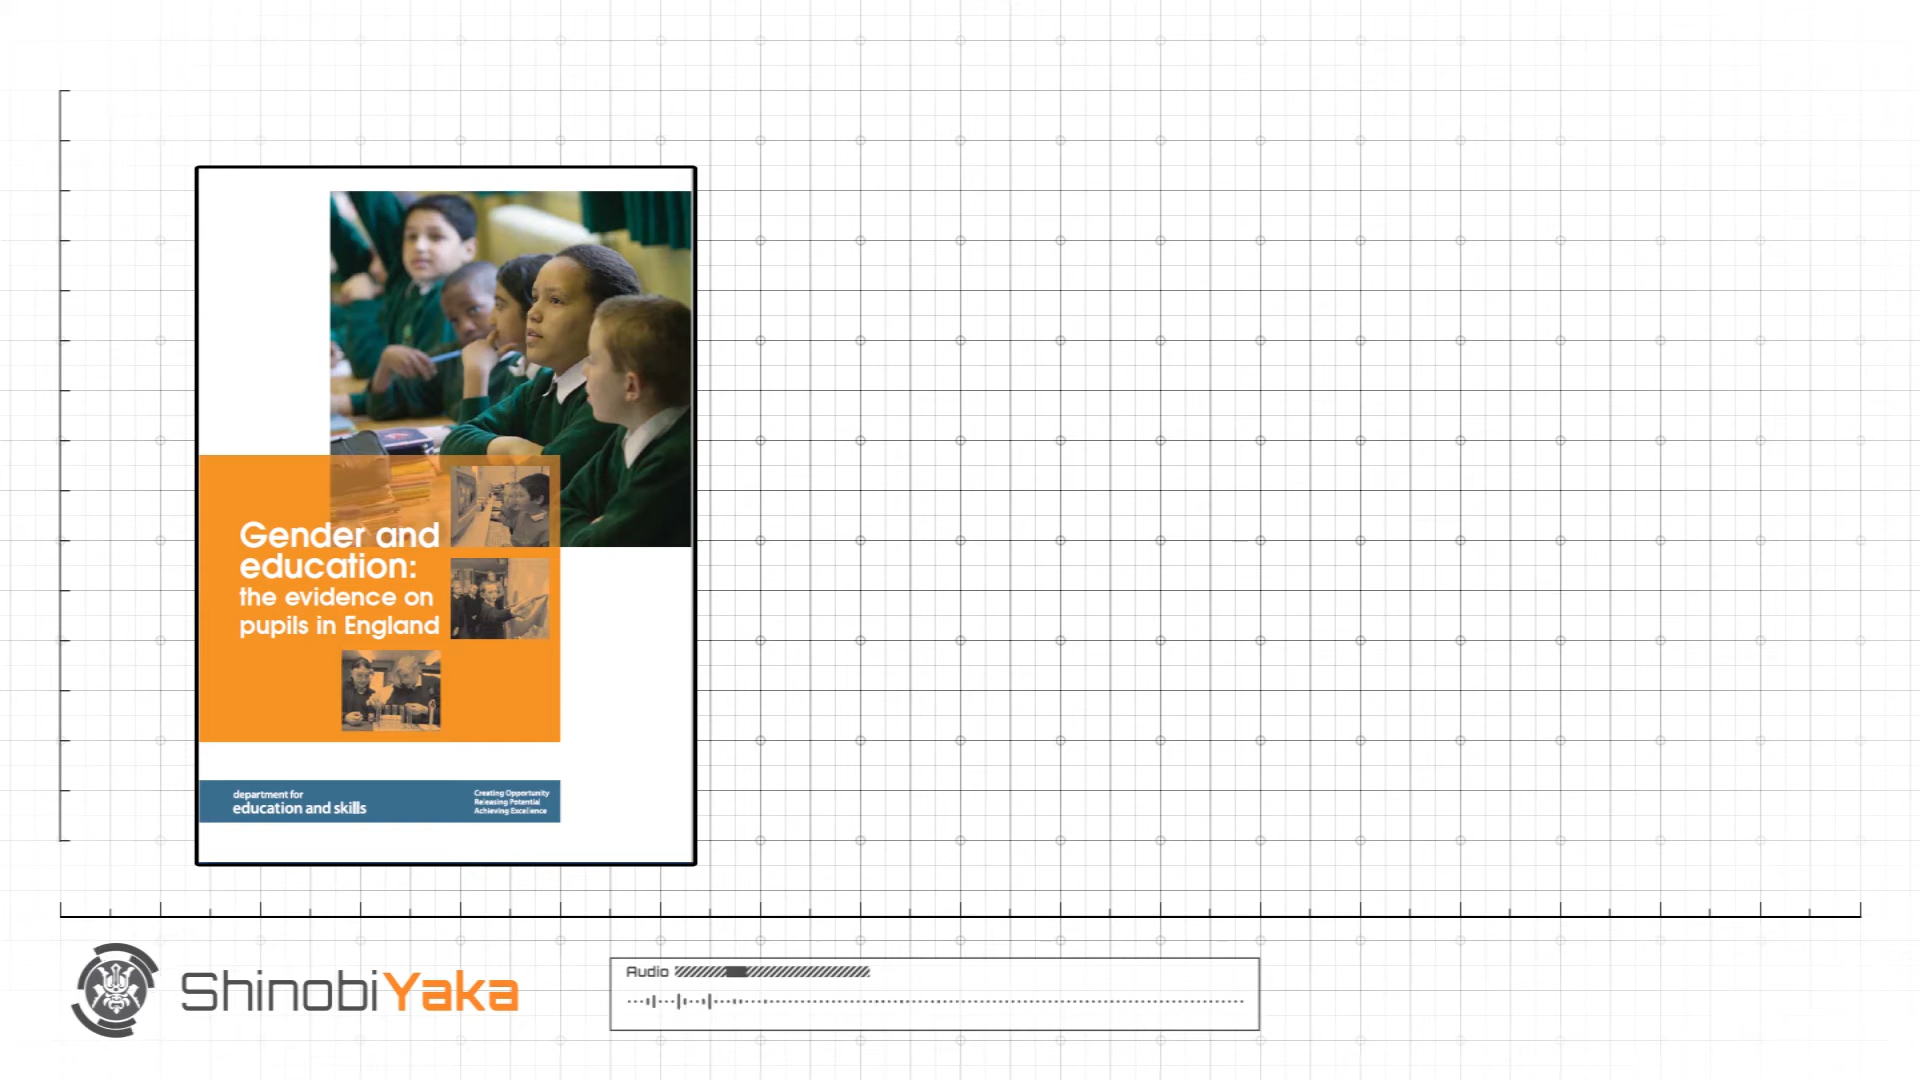 Gender and
education:
the evidence on
pupils in England
department for
education and skills
Creating Opportunity
Releasing Potential
Achieving Excellence
ShinobiYaka
Audio